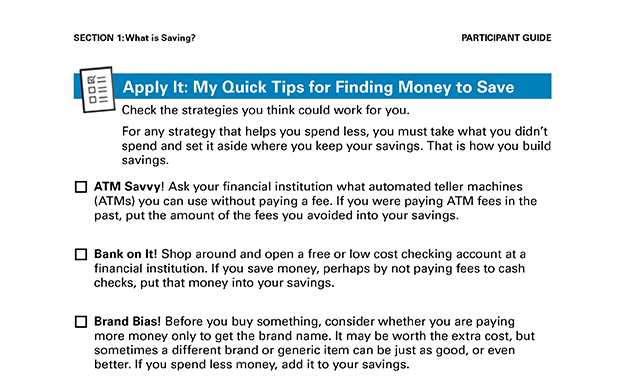 SECTION 1: What is Saving?
PARTICIPANT GUIDE
Apply It: My Quick Tips for Finding Money to Save
Check the strategies you think could work for you.
For any strategy that helps you spend less, you must take what you didn’t
spend and set it aside where you keep your savings. That is how you build
savings.
ATM Savvy! Ask your financial institution what automated teller machines
(ATMs) you can use without paying a fee. If you were paying ATM fees in the
past, put the amount of the fees you avoided into your savings.
Bank on It! Shop around and open a free or low cost checking account at a
financial institution. If you save money, perhaps by not paying fees to cash
checks, put that money into your savings.
Brand Bias! Before you buy something, consider whether you are paying
more money only to get the brand name. It may be worth the extra cost, but
sometimes a different brand or generic item can be just as good, or even
better. If you spend less money, add it to your savings.